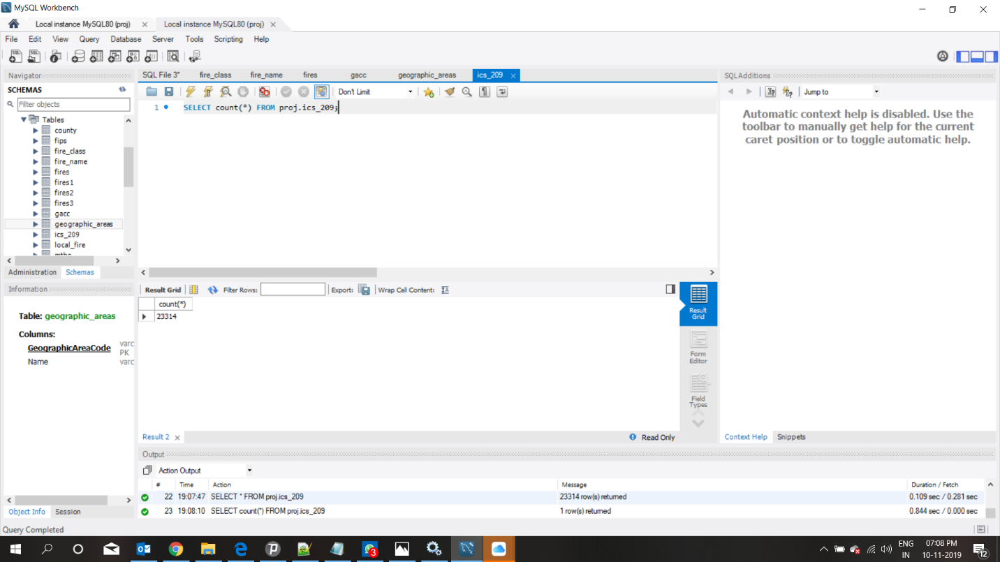 MySQL Workbench
Local instance MySQL80 (proj) Local instance MySQL80 (proj)
File Edit View Query Database Server Tools Scripting Help
Navigator
SCHEMAS
Filter objects
Tables
county
fips
fire_class
fire_name
fires
fires1
fires2
fires3
gacc
geographic_areas
ics_209
local_fire
Administration Schemas
Information
Table: geographic_areas
Columns:
GeographicAreaCode varc
PK
Name varc
Object Info Session
Query Completed
SQL File 3* fire_class fire_name fires gacc geographic_areas ics_209
Don't Limit
1 SELECT count(*) FROM proj.ics_209;
Result Grid Filter Rows: Export: Wrap Cell Content:
count(*)
23314
Result
Grid
Form
Editor
Field
Types
Result 2 Read Only
SQLAdditions
Jump to
Automatic context help is disabled. Use the
toolbar to manually get help for the current
caret position or to toggle automatic help.
Context Help Snippets
Output
Action Output
# Time Action Message Duration / Fetch
22 19:07:47 SELECT * FROM proj.ics_209 23314 row(s) returned 0.109 sec / 0.281 sec
23 19:08:10 SELECT count(*) FROM proj.ics_209 1 row(s) returned 0.844 sec / 0.000 sec
3
ENG
IN
07:08 PM
10-11-2019
12